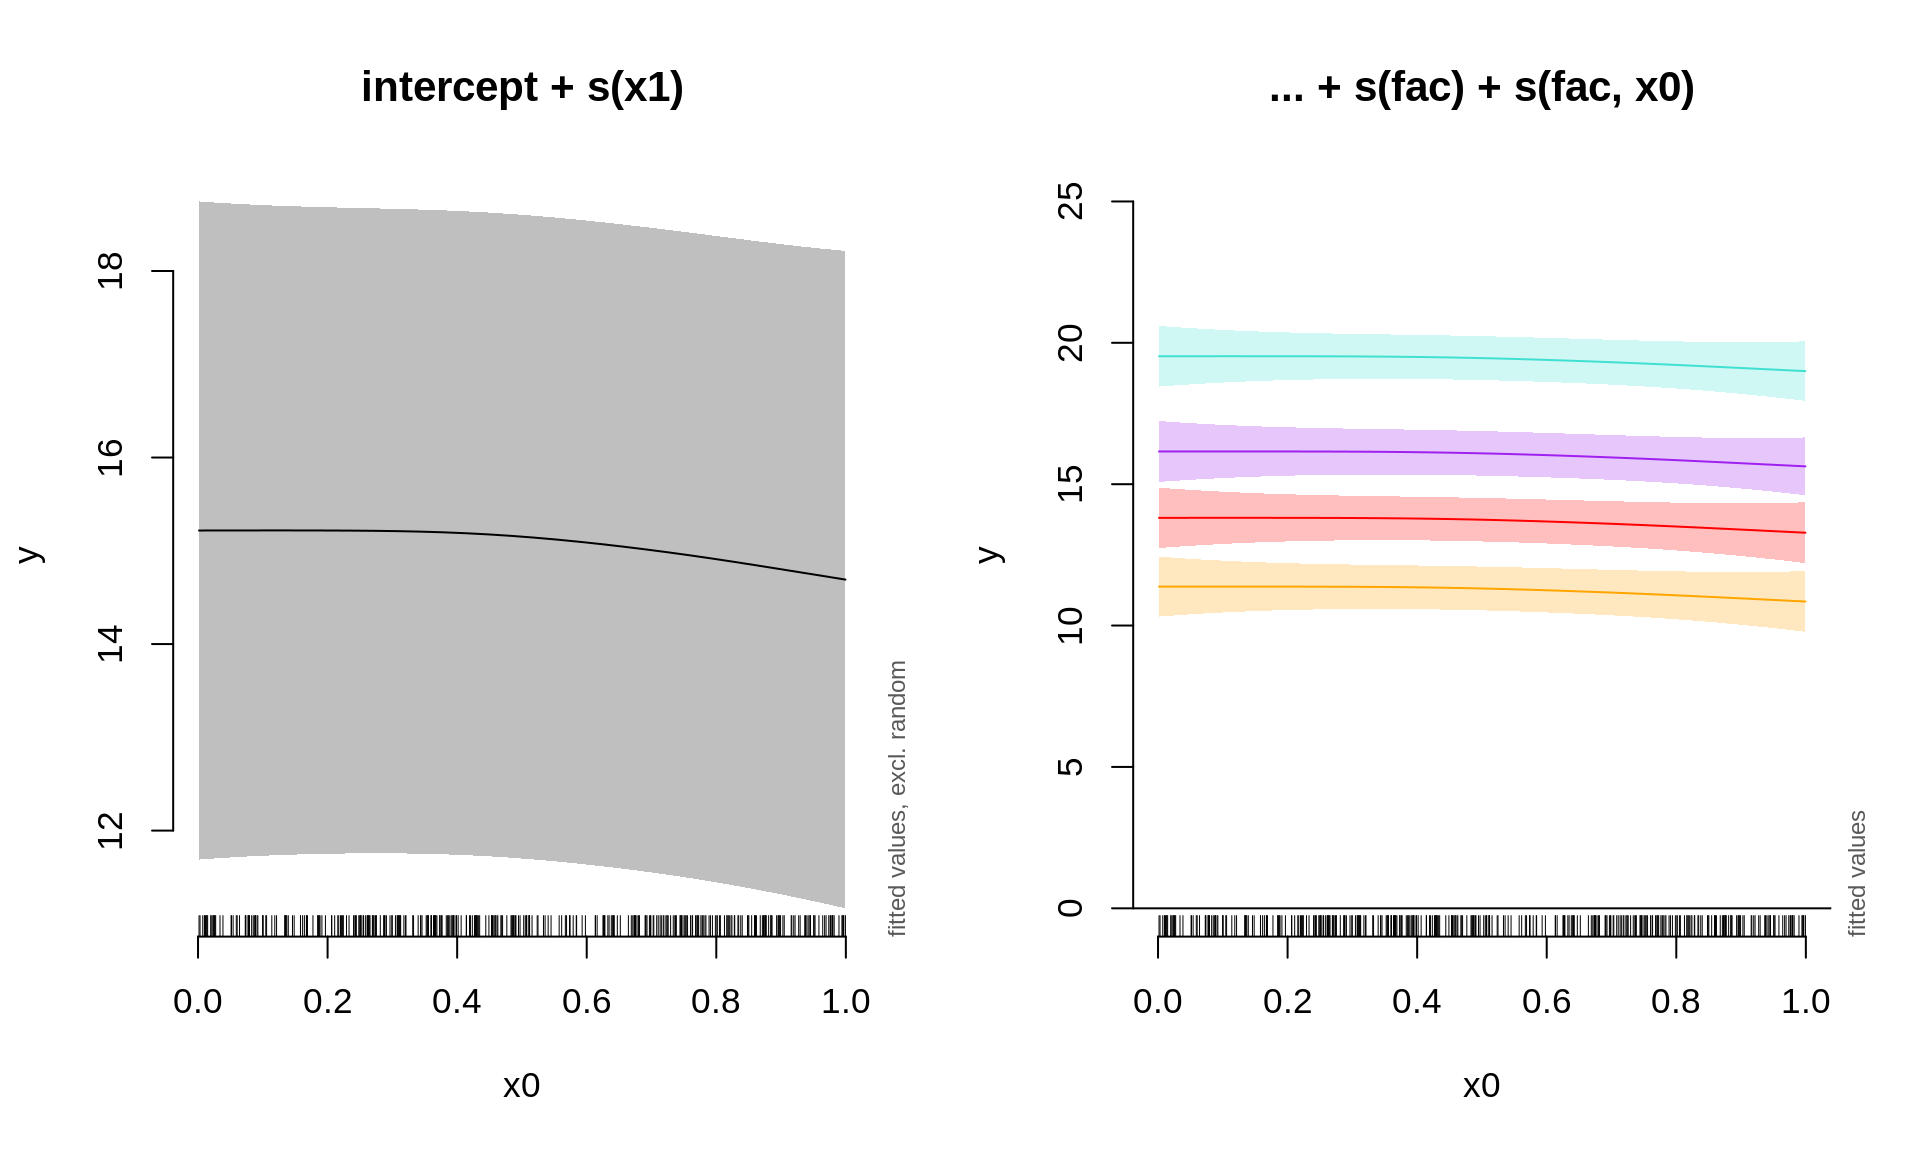 intercept + s(x1)
y
18
16
14
12
0.0 0.2 0.4 0.6 0.8 1.0
x0
fitted values, excl. random
... + s(fac) + s(fac, x0)
y
25
20
15
10
5
0
0.0 0.2 0.4 0.6 0.8 1.0
x0
fitted values